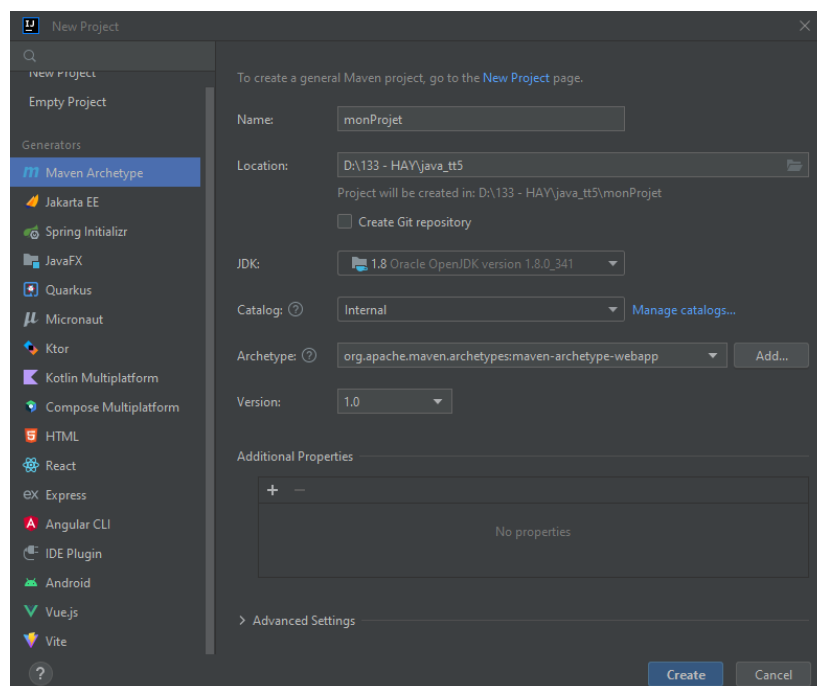 New Project
New Project
Empty Project
Generators
Maven Archetype
Jakarta EE
Spring Initializr
JavaFX
Quarkus
Micronaut
Ktor
Kotlin Multiplatform
Compose Multiplatform
HTML
React
Express
Angular CLI
IDE Plugin
Android
Vue.js
Vite
To create a general Maven project, go to the New Project page.
Name: monProjet
Location: D:\133 - HAY\java_tt5
Project will be created in: D:\133 - HAY\java_tt5\monProjet
Create Git repository
JDK: 1.8 Oracle OpenJDK version 1.8.0_341
Catalog: ? Internal Manage catalogs...
Archetype: ? org.apache.maven.archetypes:maven-archetype-webapp Add...
Version: 1.0
Additional Properties
No properties
Advanced Settings
? Create Cancel